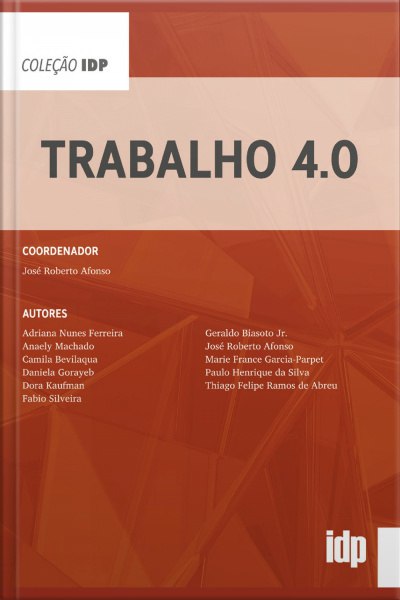 COLEÇÃO IDP
TRABALHO 4.0
COORDENADOR
José Roberto Afonso
AUTORES
Adriana Nunes Ferreira
Anaely Machado
Camila Bevilaqua
Daniela Gorayeb
Dora Kaufman
Fabio Silveira
Geraldo Biasoto Jr.
José Roberto Afonso
Marie France Garcia-Parpet
Paulo Henrique da Silva
Thiago Felipe Ramos de Abreu
idp